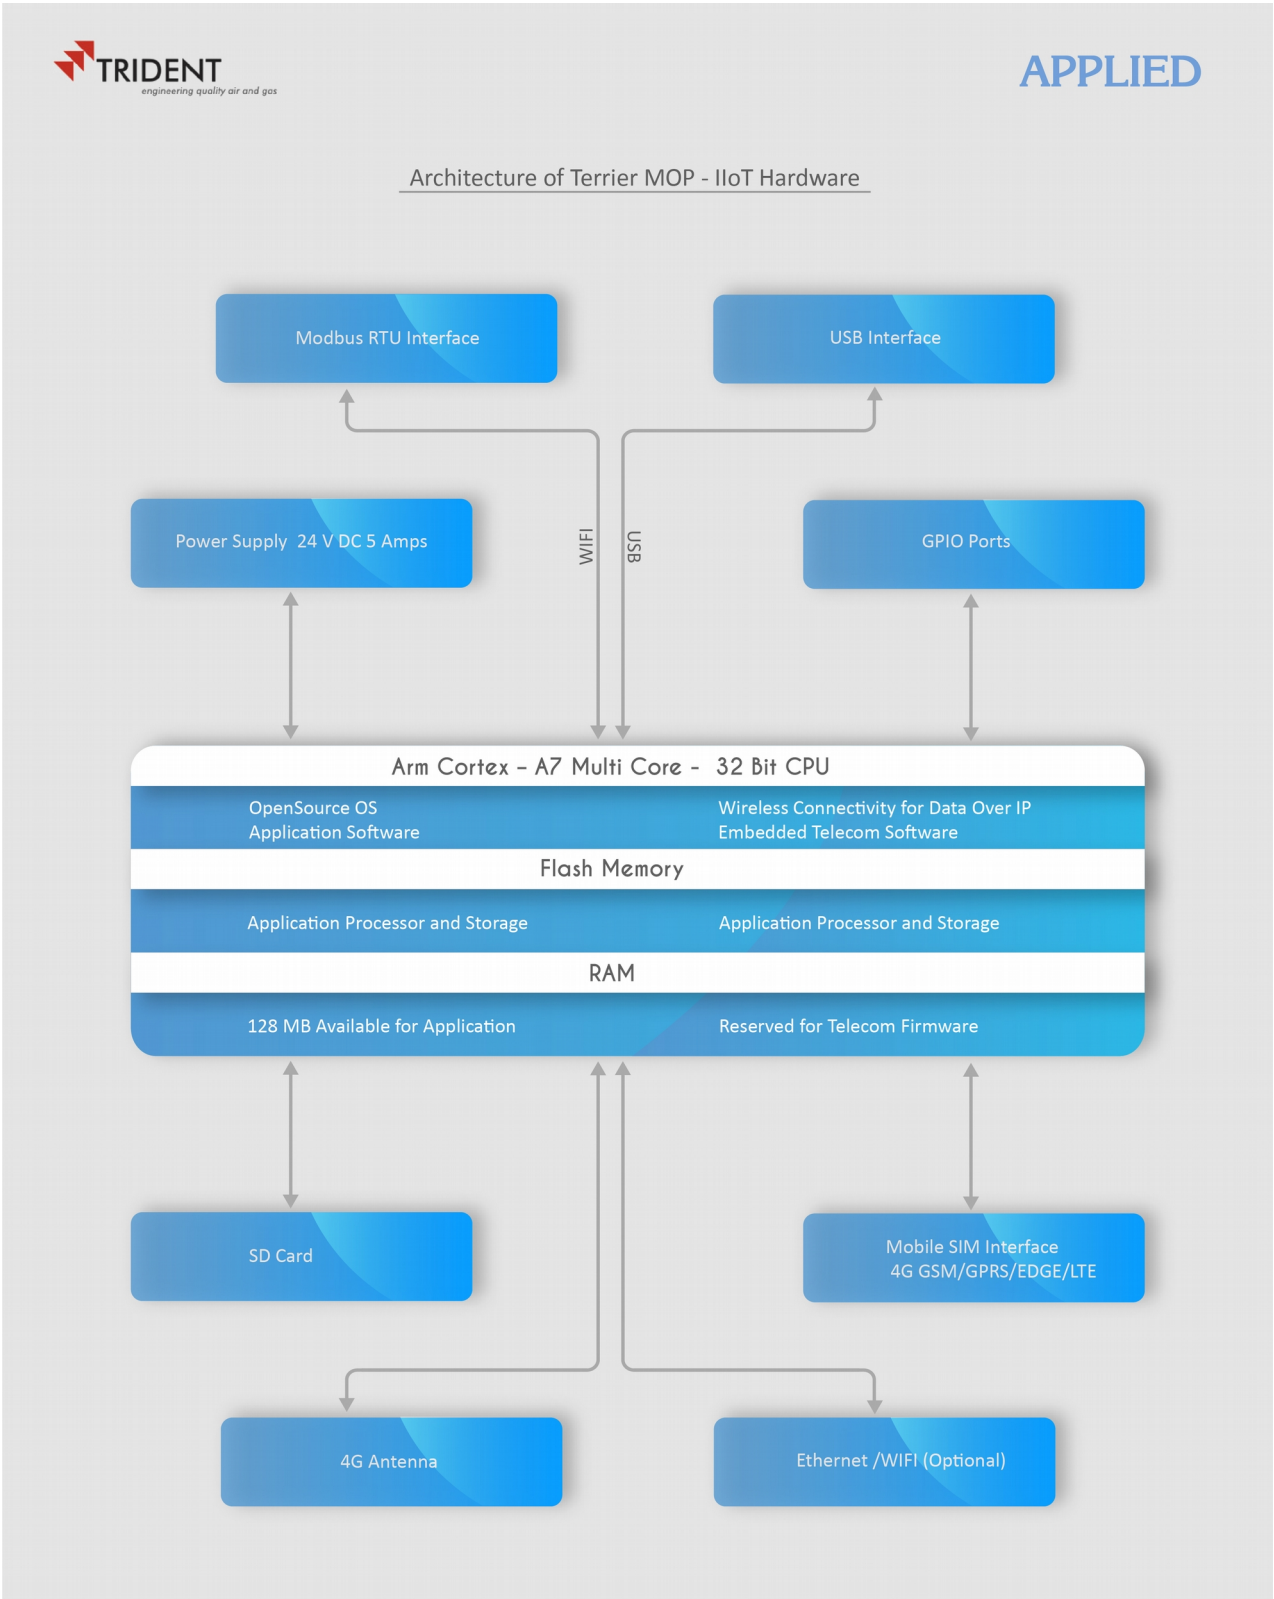 TRIDENT
engineering quality air and gas
APPLIED
Architecture of Terrier MOP - IIoT Hardware
Modbus RTU Interface
USB Interface
Power Supply  24 V DC 5 Amps
WIFI
USB
GPIO Ports
Arm Cortex – A7 Multi Core -  32 Bit CPU
OpenSource OS
Application Software
Wireless Connectivity for Data Over IP
Embedded Telecom Software
Flash Memory
Application Processor and Storage
Application Processor and Storage
RAM
128 MB Available for Application
Reserved for Telecom Firmware
SD Card
Mobile SIM Interface
4G GSM/GPRS/EDGE/LTE
4G Antenna
Ethernet /WIFI (Optional)